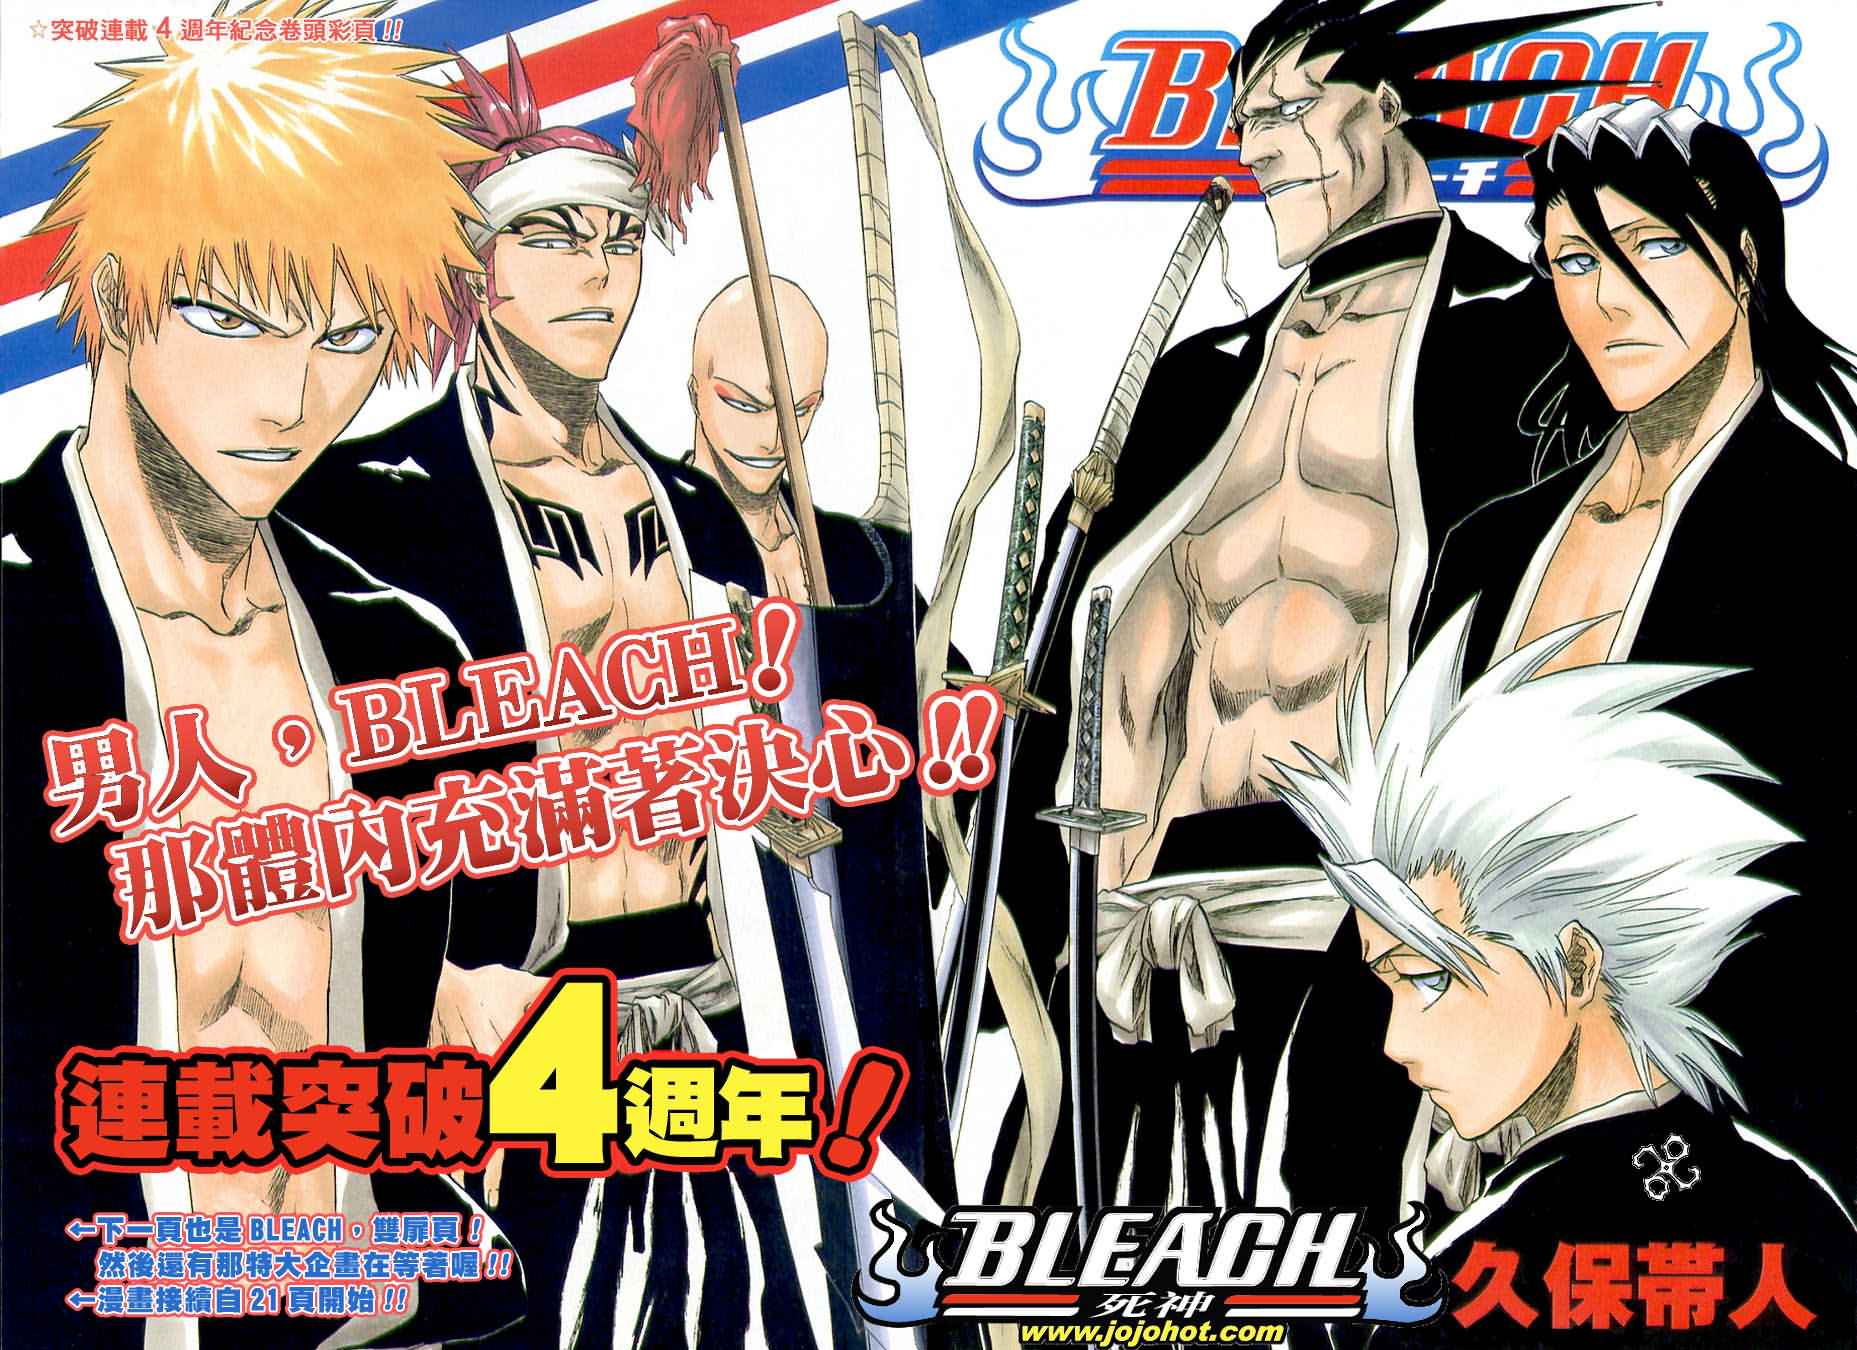 ☆突破連載4週年紀念卷頭彩頁!!
BLEACH
男人，BLEACH!
那體內充滿著決心!!
連載突破4週年!
←下一頁也是BLEACH，雙扉頁!
然後還有那特大企畫在等著喔!!
←漫畫接續自21頁開始!!
BLEACH
死神
www.jojohot.com
久保帯人